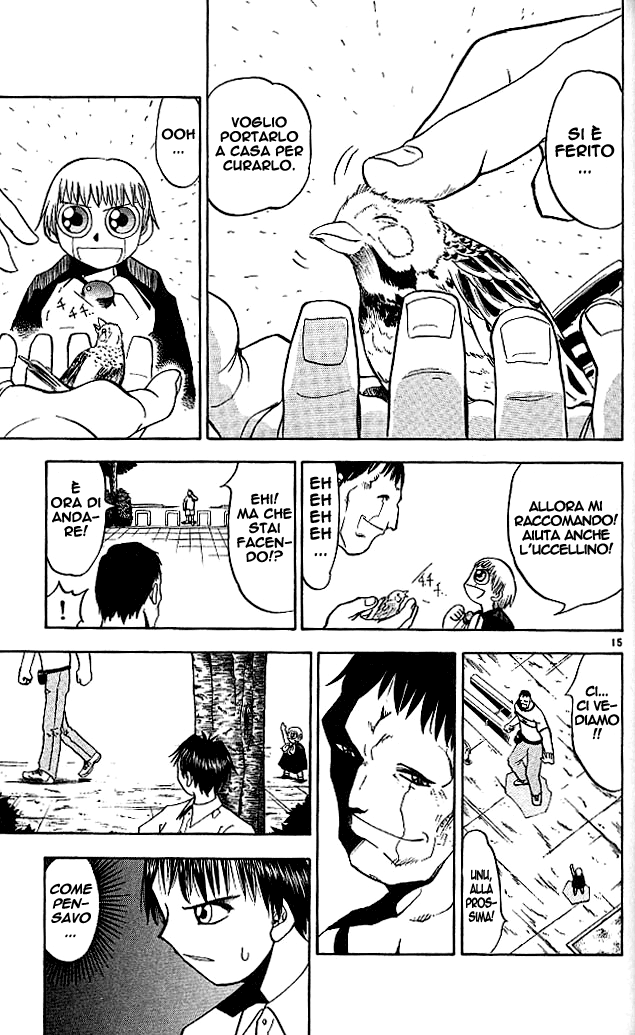 SI È
FERITO
...
VOGLIO
PORTARLO
A CASA PER
CURARLO.
OOH
...
ALLORA MI
RACCOMANDO!
AIUTA ANCHE
L'UCCELLINO!
EH
EH
EH
EH
...
EHI!
MA CHE
STAI
FACEN-
DO!?
È
ORA DI
ANDA-
RE!
!
15
CI...
CI VE-
DIAMO
!!
UNU,
ALLA
PROS-
SIMA!
COME
PEN-
SAVO
...